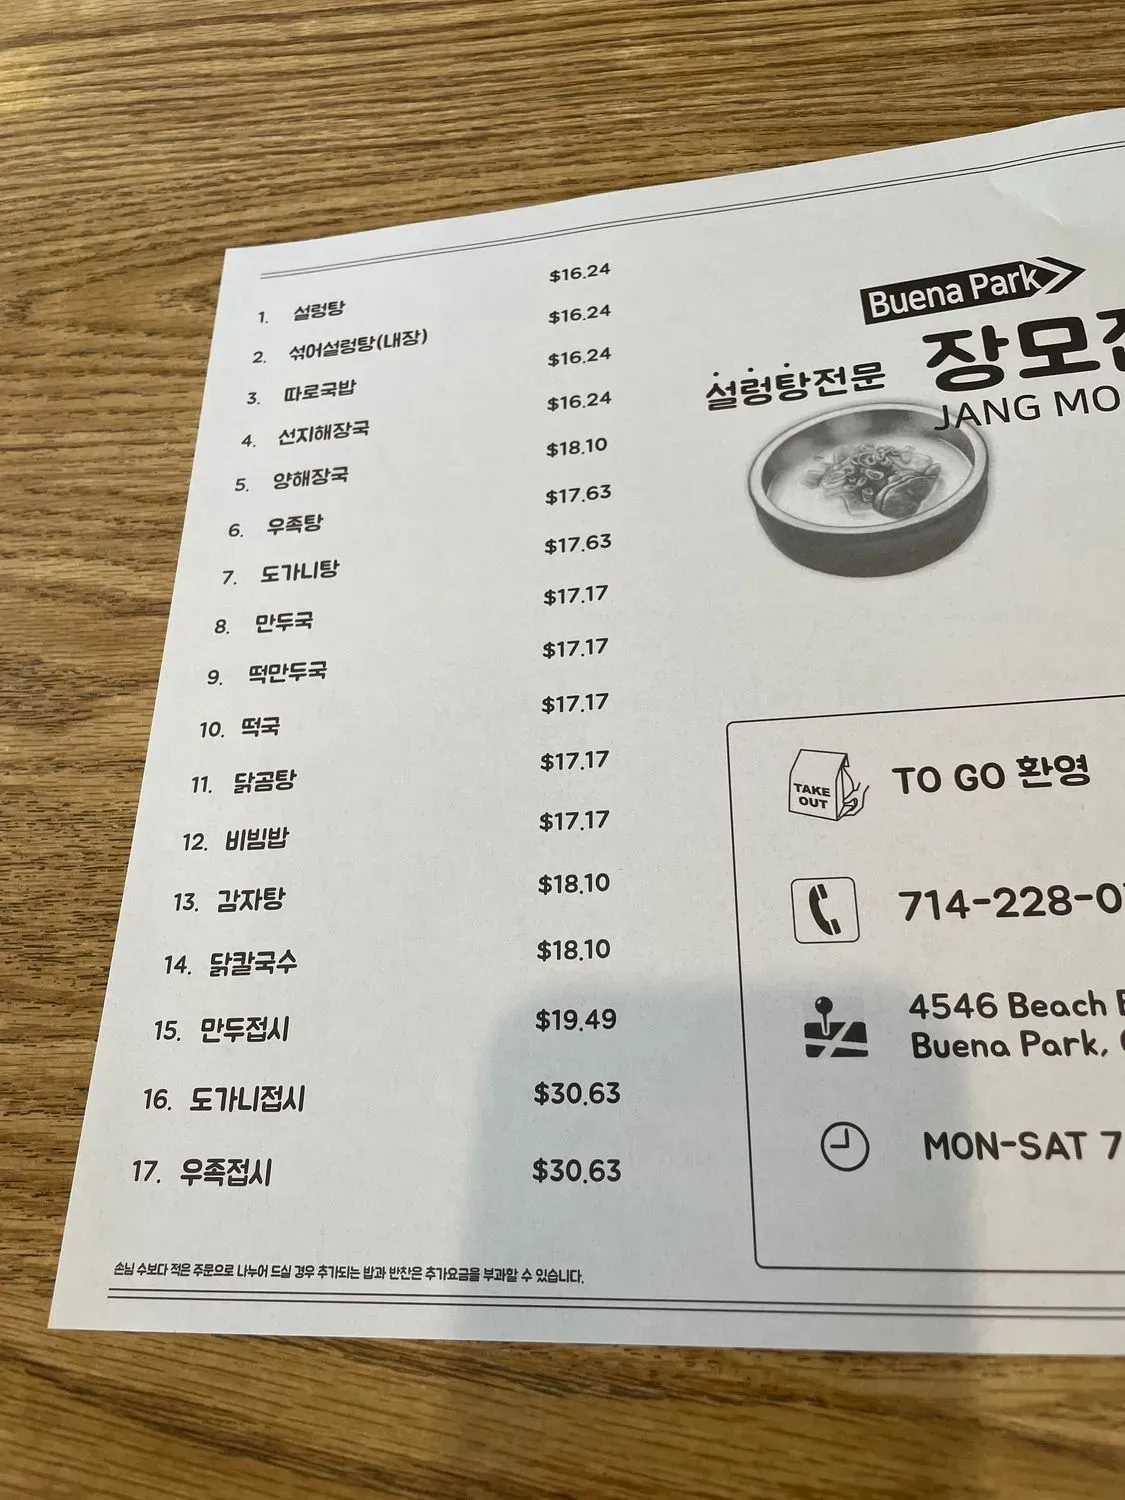 1. 설렁탕 $16.24
2. 섞어설렁탕(내장) $16.24
3. 따로국밥 $16.24
4. 선지해장국 $16.24
5. 양해장국 $18.10
6. 우족탕 $17.63
7. 도가니탕 $17.63
8. 만두국 $17.17
9. 떡만두국 $17.17
10. 떡국 $17.17
11. 닭곰탕 $17.17
12. 비빔밥 $17.17
13. 감자탕 $18.10
14. 닭칼국수 $18.10
15. 만두접시 $19.49
16. 도가니접시 $30.63
17. 우족접시 $30.63
손님 수보다 적은 주문으로 나누어 드실 경우 추가되는 밥과 반찬은 추가요금을 부과할 수 있습니다.
Buena Park
설렁탕전문 장모
JANG MO
TAKE
OUT
TO GO 환영
714-228-0
4546 Beach
Buena Park,
MON-SAT 7